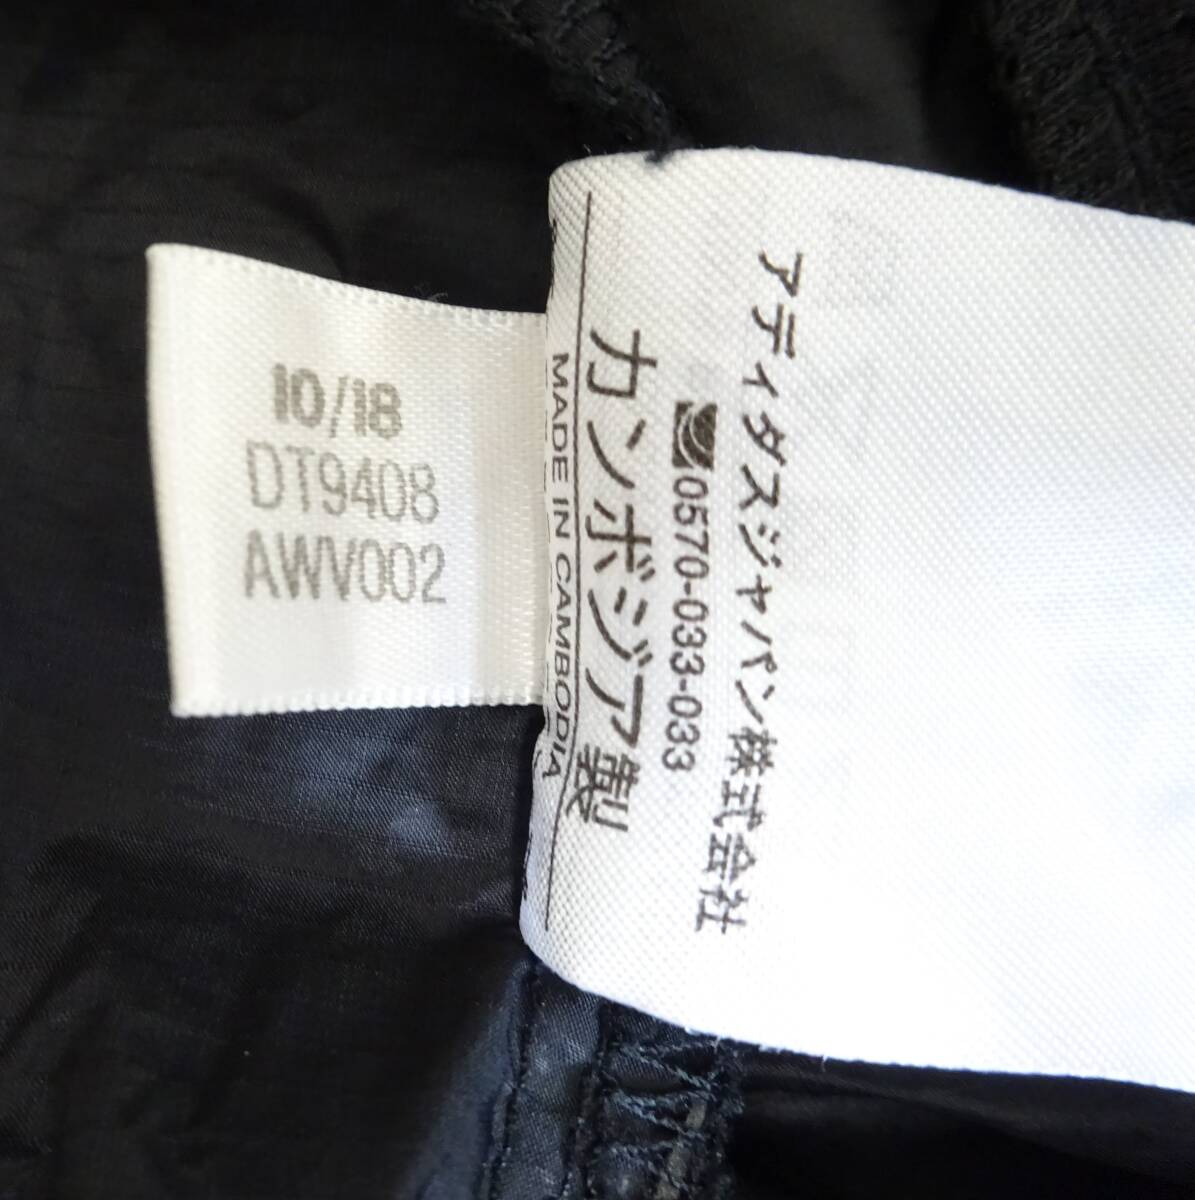 10/18
DT9408
AWV002
アディダスジャパン株式会社
0570-033-033
カンボジア製
MADE IN CAMBODIA